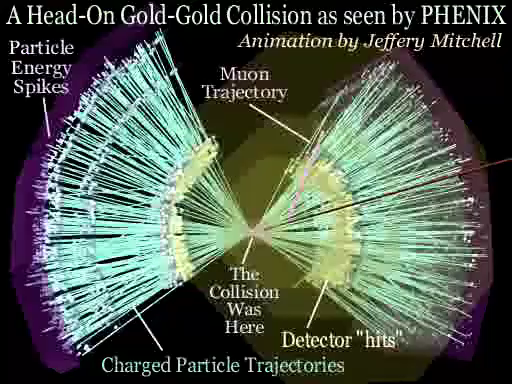 A Head-On Gold-Gold Collision as seen by PHENIX
Animation by Jeffery Mitchell
Particle
Energy
Spikes
Muon
Trajectory
The
Collision
Was
Here
Detector "hits"
Charged Particle Trajectories